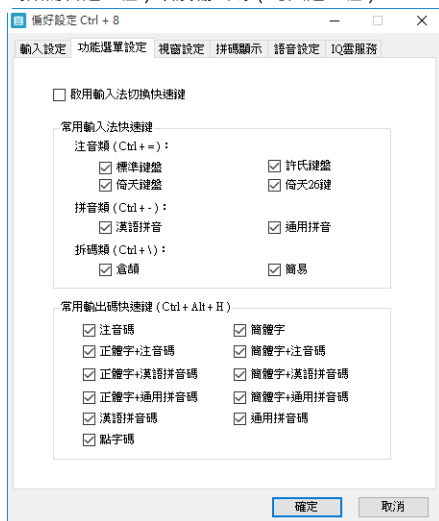 偏好設定 Ctrl + 8
輸入設定 功能選單設定 視窗設定 拼碼顯示 語音設定 IQ雲服務
啟用輸入法切換快速鍵
常用輸入法快速鍵
注音類 (Ctrl + =)：
標準鍵盤 許氏鍵盤
倚天鍵盤 倚天26鍵
拼音類 (Ctrl + -)：
漢語拼音 通用拼音
拆碼類 (Ctrl + \)：
倉頡 簡易
常用輸出碼快速鍵 (Ctrl + Alt + H)
注音碼 簡體字
正體字+注音碼 簡體字+注音碼
正體字+漢語拼音碼 簡體字+漢語拼音碼
正體字+通用拼音碼 簡體字+通用拼音碼
漢語拼音碼 通用拼音碼
點字碼
確定 取消